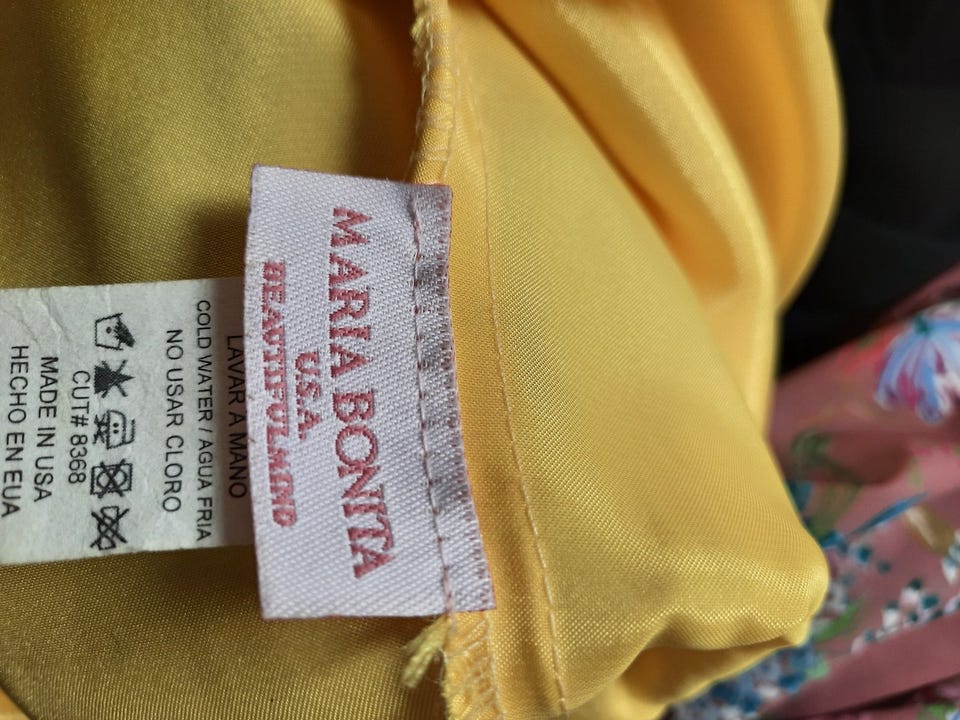 MARIA BONITA
U.S.A.
LAVAR A MANO
COLD WATER / AGUA FRIA
NO USAR CLORO
CUT# 8368
MADE IN USA
HECHO EN EUA